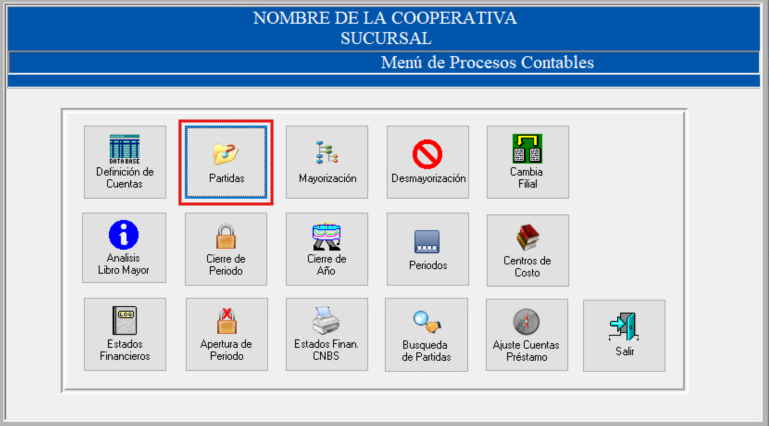 NOMBRE DE LA COOPERATIVA
SUCURSAL
Menú de Procesos Contables
DATABASE
Definición de
Cuentas
Partidas
Mayorización
Desmayorización
Cambia
Filial
Analisis
Libro Mayor
Cierre de
Periodo
Cierre de
Año
Periodos
Centros de
Costo
LOG
Estados
Financieros
Apertura de
Periodo
Estados Finan.
CNBS
Busqueda
de Partidas
Ajuste Cuentas
Préstamo
Salir